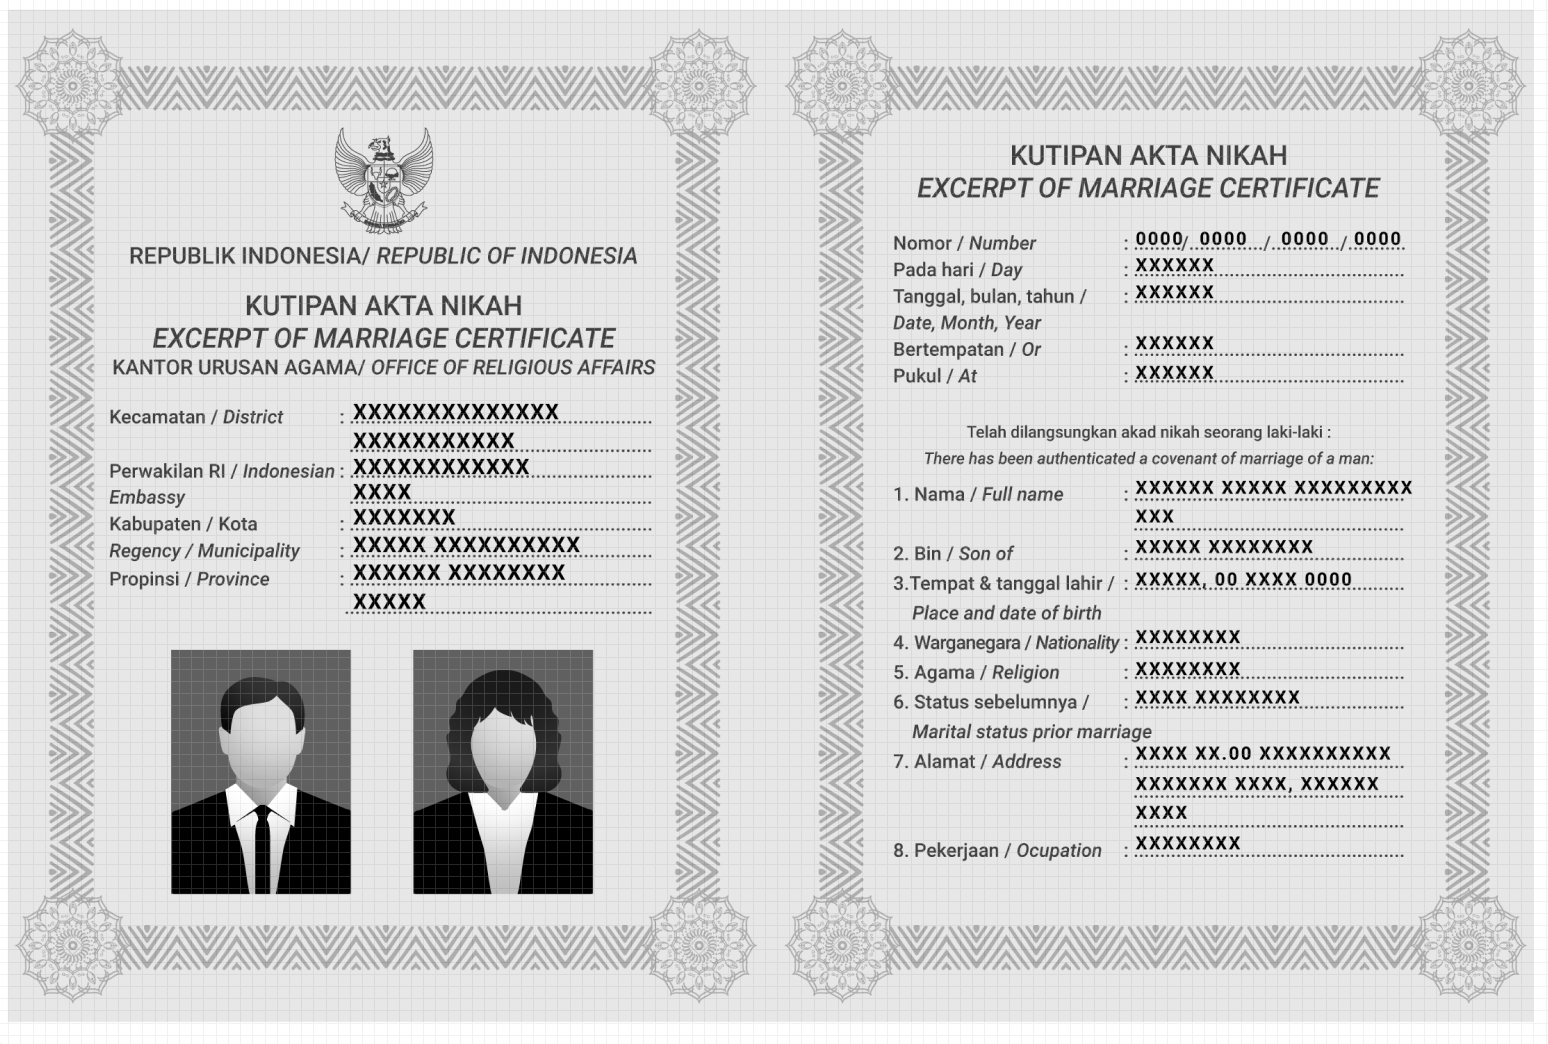 REPUBLIK INDONESIA/ REPUBLIC OF INDONESIA
KUTIPAN AKTA NIKAH
EXCERPT OF MARRIAGE CERTIFICATE
KANTOR URUSAN AGAMA/ OFFICE OF RELIGIOUS AFFAIRS
Kecamatan / District : XXXXXXXXXXXXXX
XXXXXXXXXXX
Perwakilan RI / Indonesian : XXXXXXXXXXXX
Embassy XXXX
Kabupaten / Kota : XXXXXXX
Regency / Municipality : XXXXX XXXXXXXXXX
Propinsi / Province : XXXXXX XXXXXXXX
XXXXX
KUTIPAN AKTA NIKAH
EXCERPT OF MARRIAGE CERTIFICATE
Nomor / Number : 0000/ 0000 / 0000 / 0000
Pada hari / Day : XXXXXX
Tanggal, bulan, tahun / : XXXXXX
Date, Month, Year
Bertempatan / Or : XXXXXX
Pukul / At : XXXXXX
Telah dilangsungkan akad nikah seorang laki-laki :
There has been authenticated a covenant of marriage of a man:
1. Nama / Full name : XXXXXX XXXXX XXXXXXXXX
XXX
2. Bin / Son of : XXXXX XXXXXXXX
3.Tempat & tanggal lahir / : XXXXX, 00 XXXX 0000
Place and date of birth
4. Warganegara / Nationality : XXXXXXXX
5. Agama / Religion : XXXXXXXX
6. Status sebelumnya / : XXXX XXXXXXXX
Marital status prior marriage
7. Alamat / Address : XXXX XX.00 XXXXXXXXXX
XXXXXXX XXXX, XXXXXX
XXXX
8. Pekerjaan / Ocupation : XXXXXXXX